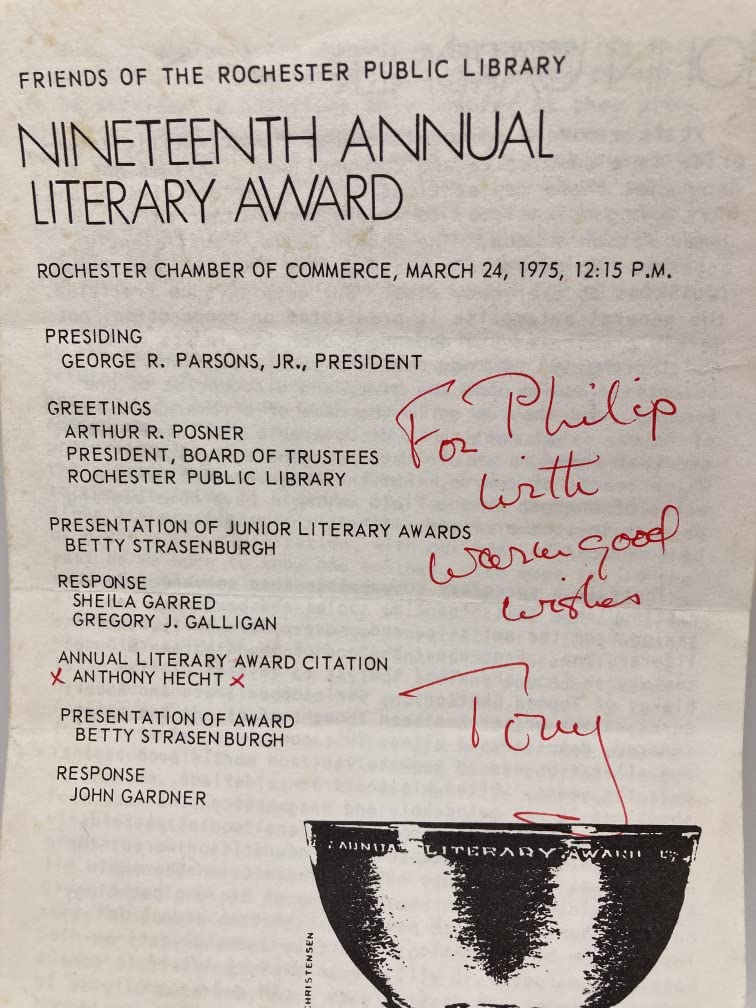 FRIENDS OF THE ROCHESTER PUBLIC LIBRARY
NINETEENTH ANNUAL
LITERARY AWARD
ROCHESTER CHAMBER OF COMMERCE, MARCH 24, 1975, 12:15 P.M.
PRESIDING
GEORGE R. PARSONS, JR., PRESIDENT
GREETINGS
ARTHUR R. POSNER
PRESIDENT, BOARD OF TRUSTEES
ROCHESTER PUBLIC LIBRARY
PRESENTATION OF JUNIOR LITERARY AWARDS
BETTY STRASENBURGH
RESPONSE
SHEILA GARRED
GREGORY J. GALLIGAN
ANNUAL LITERARY AWARD CITATION
x ANTHONY HECHT x
PRESENTATION OF AWARD
BETTY STRASENBURGH
RESPONSE
JOHN GARDNER
For Philip
with
warm good
wishes
Tony
ANNUAL LITERARY AWARD
CHRISTENSEN